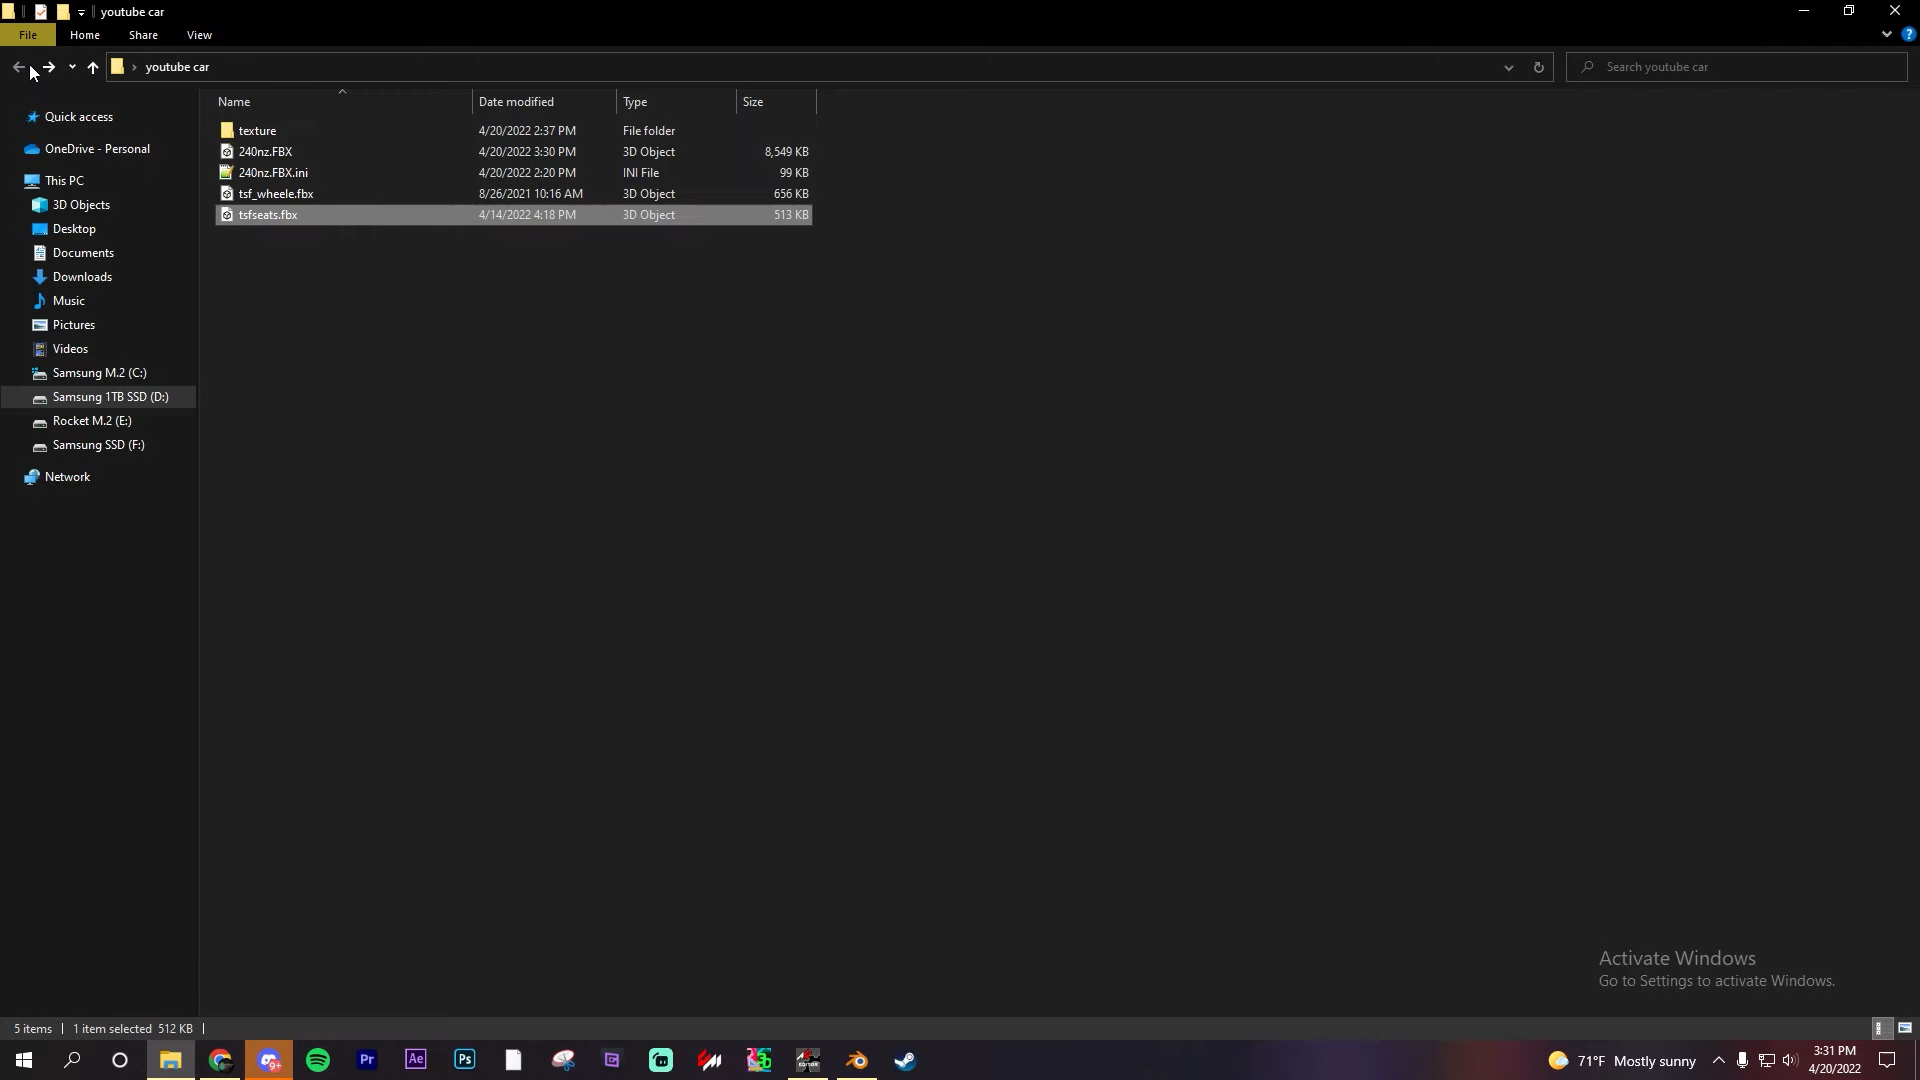 youtube car
File Home Share View
youtube car
Search youtube car
Name Date modified Type Size
texture 4/20/2022 2:37 PM File folder
240nz.FBX 4/20/2022 3:30 PM 3D Object 8,549 KB
240nz.FBX.ini 4/20/2022 2:20 PM INI File 99 KB
tsf_wheele.fbx 8/26/2021 10:16 AM 3D Object 656 KB
tsfseats.fbx 4/14/2022 4:18 PM 3D Object 513 KB
Quick access
OneDrive - Personal
This PC
3D Objects
Desktop
Documents
Downloads
Music
Pictures
Videos
Samsung M.2 (C:)
Samsung 1TB SSD (D:)
Rocket M.2 (E:)
Samsung SSD (F:)
Network
Activate Windows
Go to Settings to activate Windows.
5 items 1 item selected 512 KB
Pr Ae Ps
71°F Mostly sunny
3:31 PM
4/20/2022